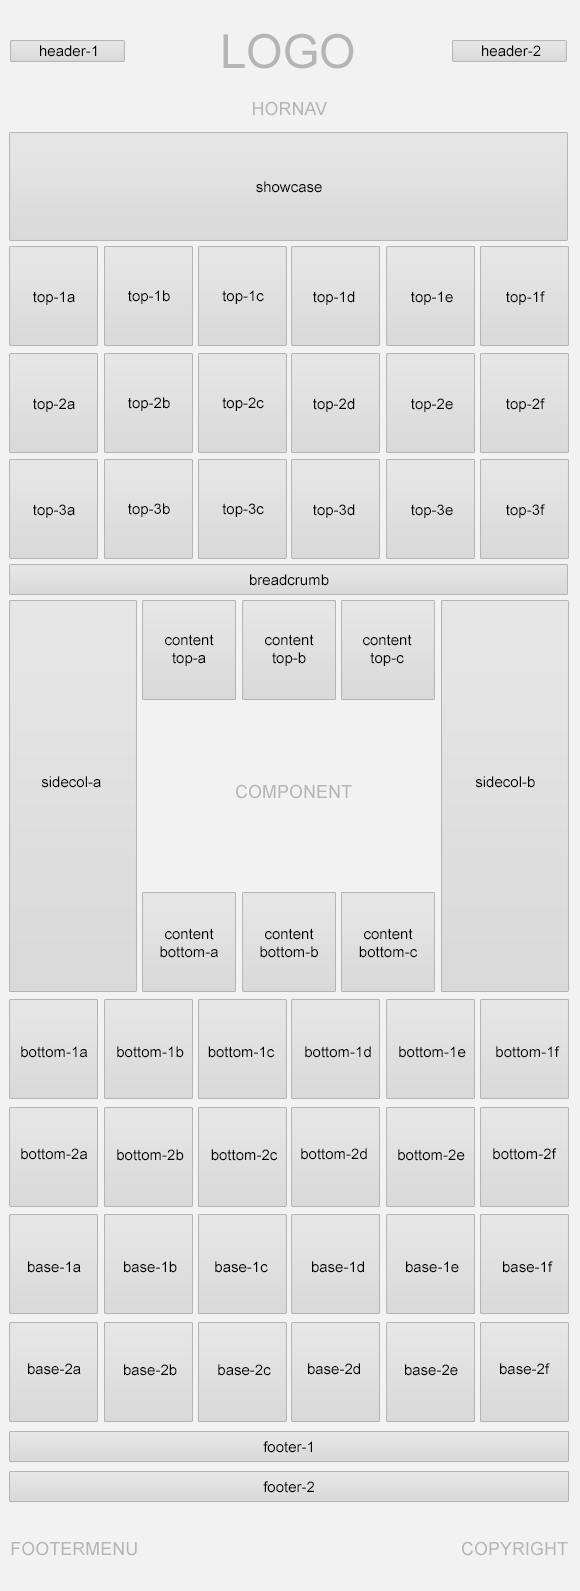 header-1
LOGO
header-2
HORNAV
showcase
top-1a top-1b top-1c top-1d top-1e top-1f
top-2a top-2b top-2c top-2d top-2e top-2f
top-3a top-3b top-3c top-3d top-3e top-3f
breadcrumb
sidecol-a
content
top-a
content
top-b
content
top-c
COMPONENT
content
bottom-a
content
bottom-b
content
bottom-c
sidecol-b
bottom-1a bottom-1b bottom-1c bottom-1d bottom-1e bottom-1f
bottom-2a bottom-2b bottom-2c bottom-2d bottom-2e bottom-2f
base-1a base-1b base-1c base-1d base-1e base-1f
base-2a base-2b base-2c base-2d base-2e base-2f
footer-1
footer-2
FOOTERMENU
COPYRIGHT